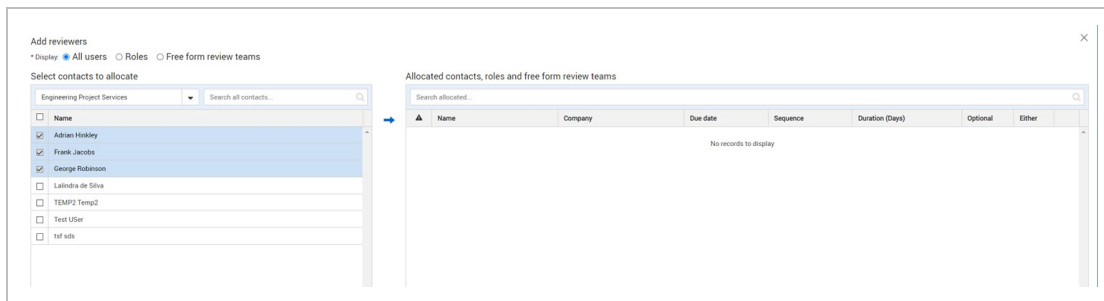 Add reviewers
* Display All users Roles Free form review teams
Select contacts to allocate
Engineering Project Services
Search all contacts...
Name
Adrian Hinkley
Frank Jacobs
George Robinson
Lalindra de Silva
TEMP2 Temp2
Test USer
tsf sds
Allocated contacts, roles and free form review teams
Search allocated...
Name Company Due date Sequence Duration (Days) Optional Either
No records to display